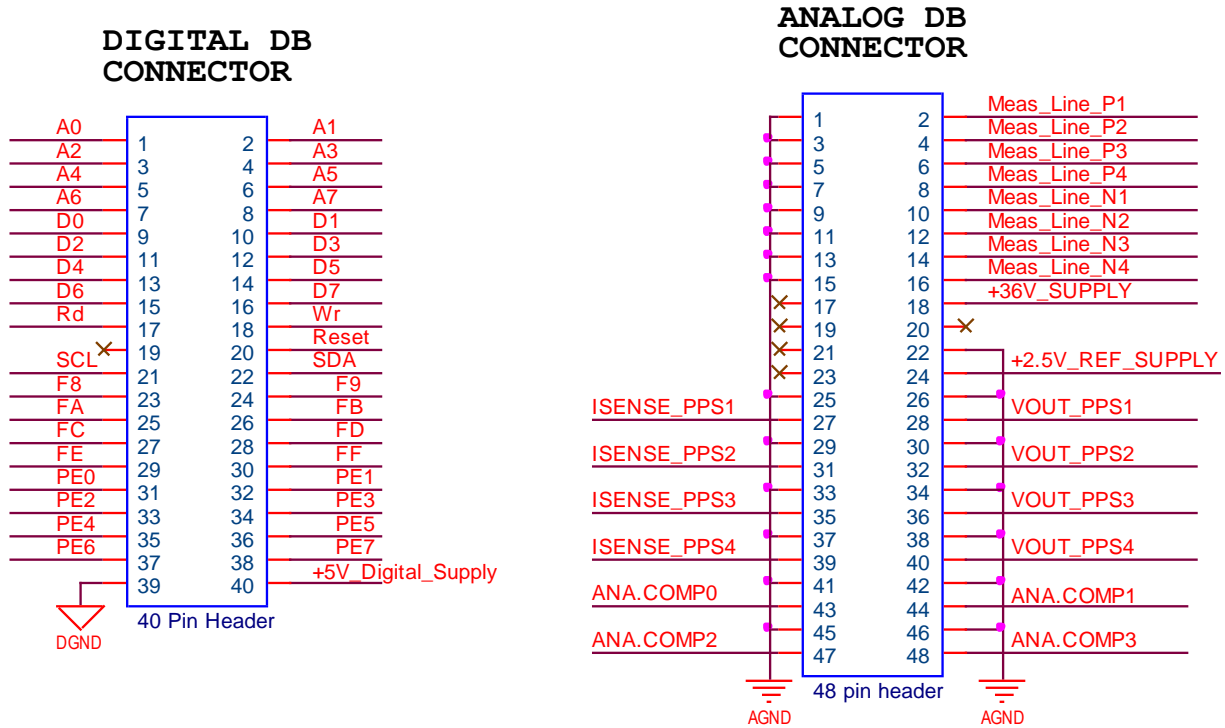 DIGITAL DB
CONNECTOR
A0 1 2 A1
A2 3 4 A3
A4 5 6 A5
A6 7 8 A7
D0 9 10 D1
D2 11 12 D3
D4 13 14 D5
D6 15 16 D7
Rd 17 18 Wr
19 20 Reset
SCL 21 22 SDA
F8 23 24 F9
FA 25 26 FB
FC 27 28 FD
FE 29 30 FF
PE0 31 32 PE1
PE2 33 34 PE3
PE4 35 36 PE5
PE6 37 38 PE7
39 40 +5V_Digital_Supply
40 Pin Header
DGND
ANALOG DB
CONNECTOR
1 2 Meas_Line_P1
3 4 Meas_Line_P2
5 6 Meas_Line_P3
7 8 Meas_Line_P4
9 10 Meas_Line_N1
11 12 Meas_Line_N2
13 14 Meas_Line_N3
15 16 Meas_Line_N4
17 18 +36V_SUPPLY
19 20
21 22
23 24 +2.5V_REF_SUPPLY
25 26
ISENSE_PPS1 27 28 VOUT_PPS1
29 30
ISENSE_PPS2 31 32 VOUT_PPS2
33 34
ISENSE_PPS3 35 36 VOUT_PPS3
37 38
ISENSE_PPS4 39 40 VOUT_PPS4
41 42
ANA.COMP0 43 44 ANA.COMP1
45 46
ANA.COMP2 47 48 ANA.COMP3
48 pin header
AGND AGND